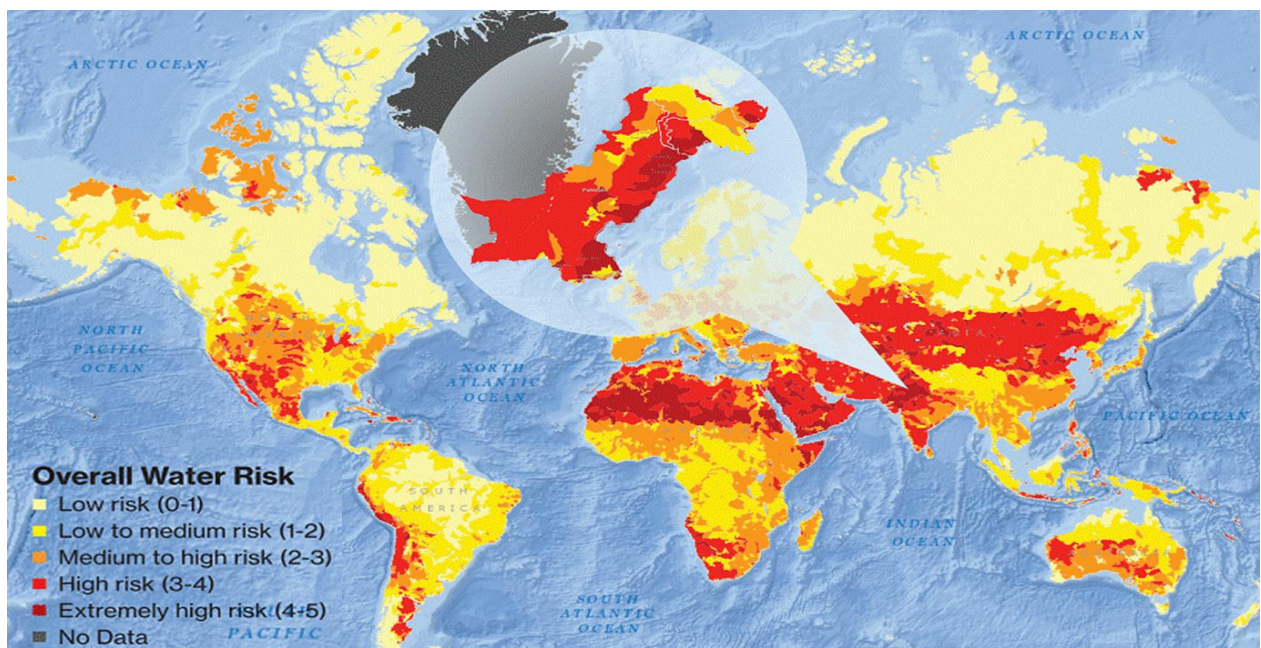 ARCTIC OCEAN
ARCTIC OCEAN
NORTH
PACIFIC
OCEAN
NORTH
ATLANTIC
OCEAN
ASIA
PACIFIC OCEAN
SOUTH
AMERICA
INDIAN
OCEAN
SOUTH
ATLANTIC
OCEAN
Overall Water Risk
Low risk (0-1)
Low to medium risk (1-2)
Medium to high risk (2-3)
High risk (3-4)
Extremely high risk (4-5)
No Data
PACIFIC